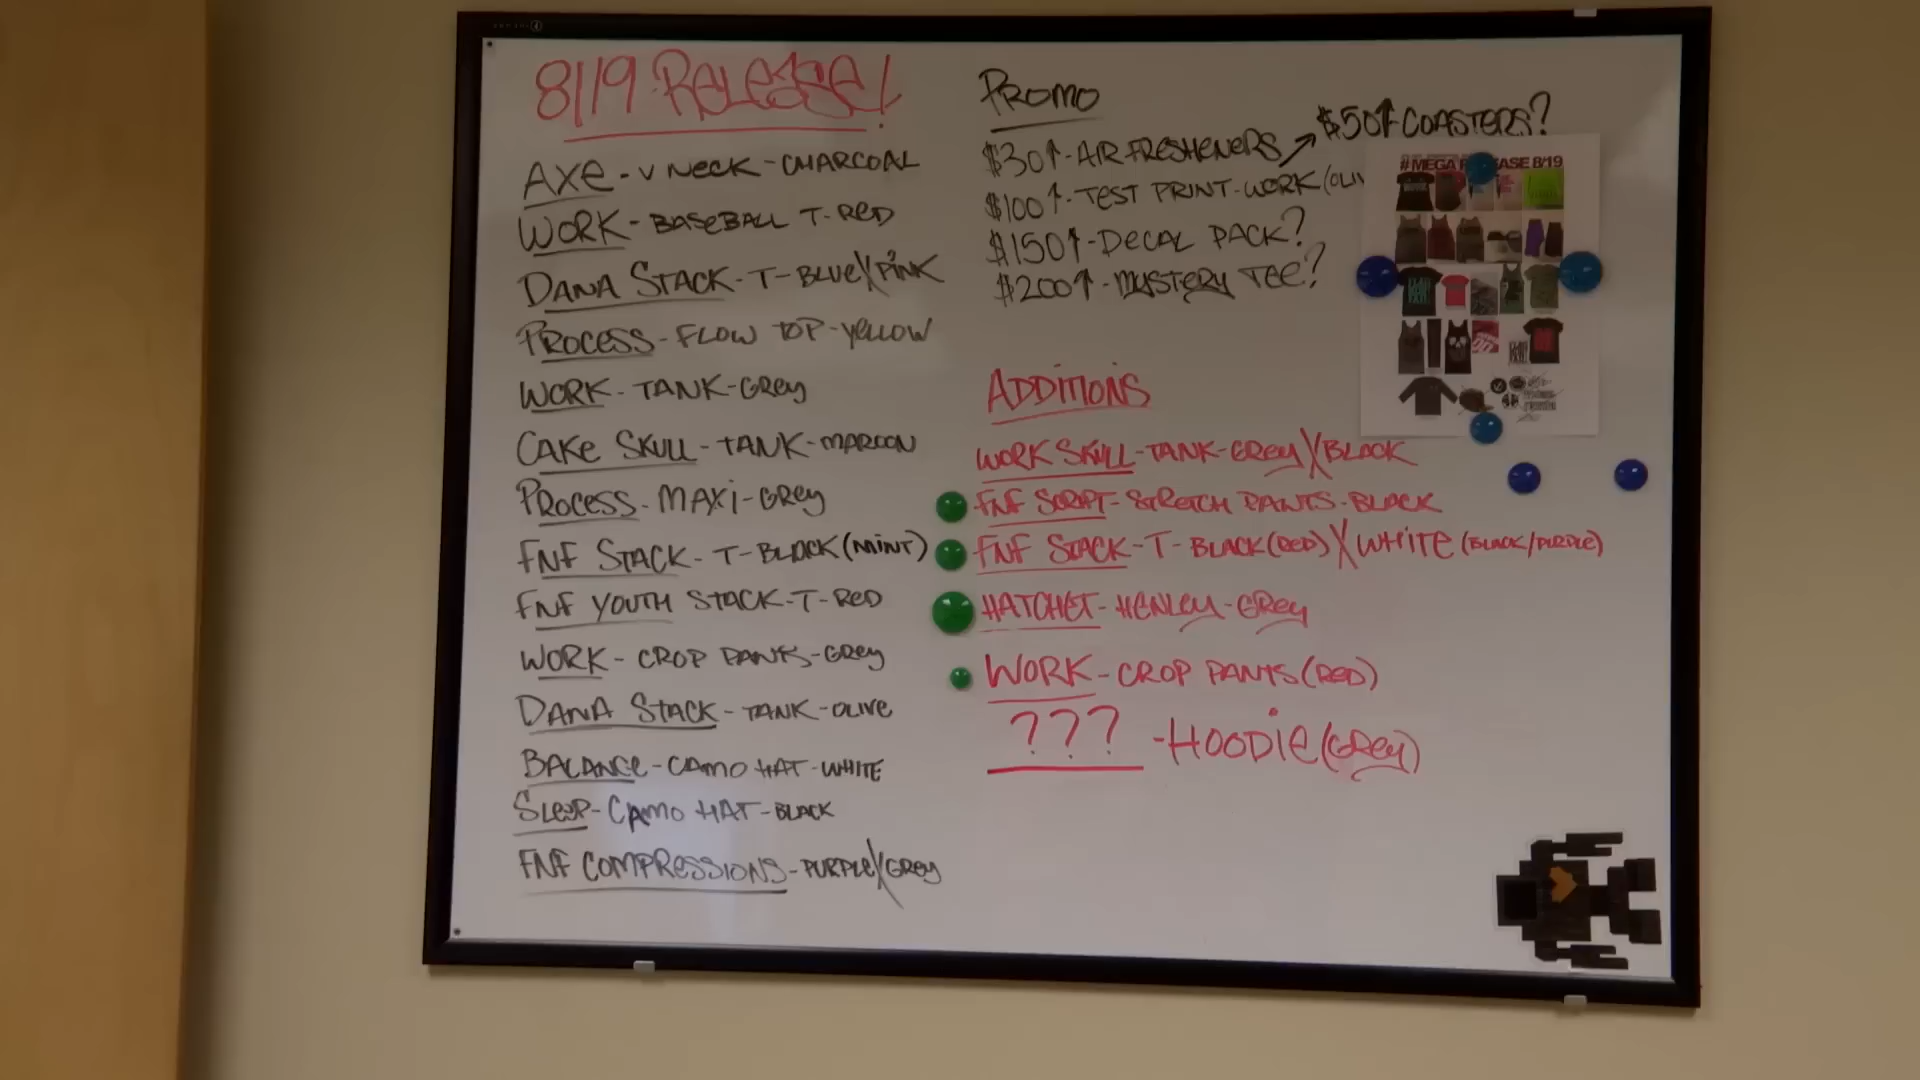 8/19 RELEASE!
AXE - V NECK - CHARCOAL
WORK - BASEBALL T - RED
DANA STACK - T - BLUE X PINK
PROCESS - FLOW TOP - YELLOW
WORK - TANK - GREY
CAKE SKULL - TANK - MAROON
PROCESS - MAXI - GREY
FNF STACK - T - BLACK (MINT)
FNF YOUTH STACK - T - RED
WORK - CROP PANTS - GREY
DANA STACK - TANK - OLIVE
BALANCE - CAMO HAT - WHITE
SLEEP - CAMO HAT - BLACK
FNF COMPRESSIONS - PURPLE X GREY
PROMO
$30↑ - AIR FRESHENERS → $50↑ COASTERS?
$100↑ - TEST PRINT - WORK (OLIV
$150↑ - DECAL PACK?
$200↑ - MYSTERY TEE?
#MEGA ASE 8/19
ADDITIONS
WORK SKULL - TANK - GREY X BLACK
FNF SCRIPT - STRETCH PANTS - BLACK
FNF STACK - T - BLACK (RED) X WHITE (BLACK/PURPLE)
HATCHET - HENLEY - GREY
WORK - CROP PANTS (RED)
??? - HOODIE (GREY)